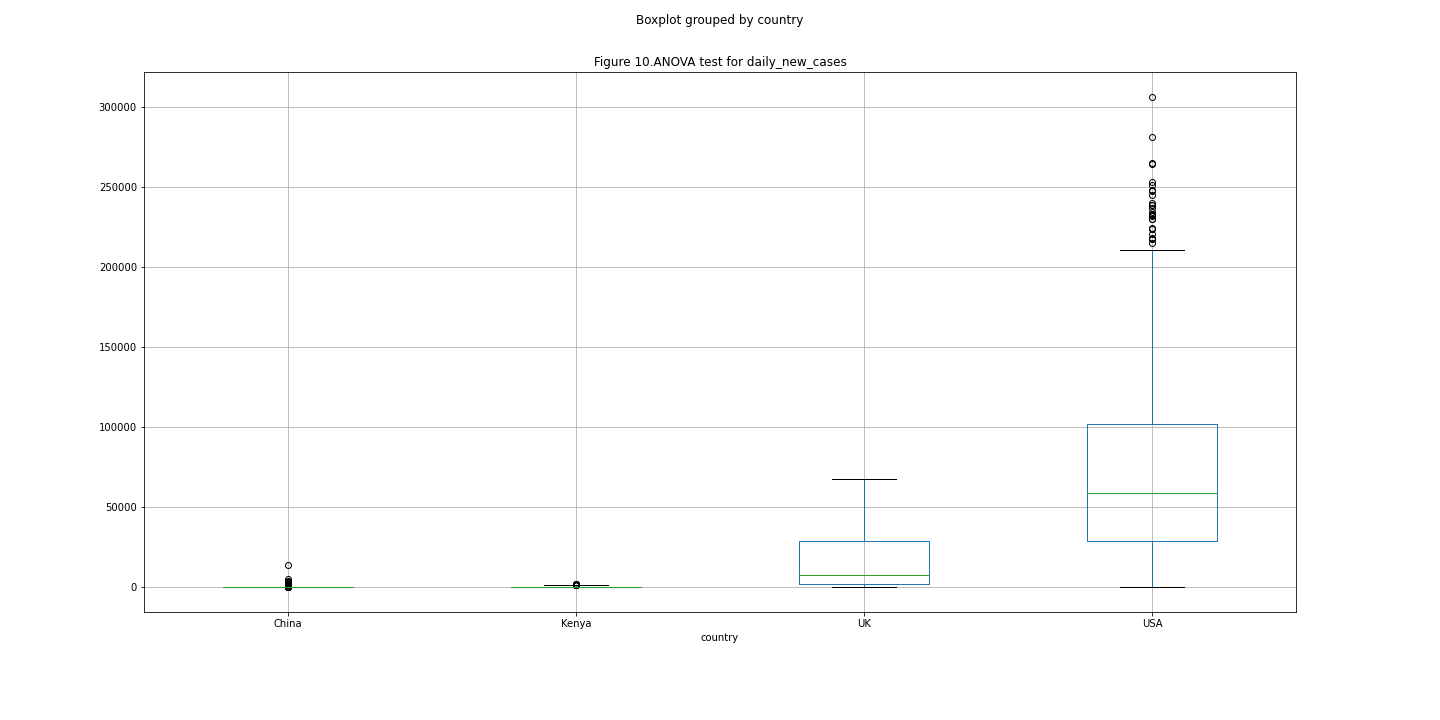 Boxplot grouped by country
Figure 10.ANOVA test for daily_new_cases
300000
250000
200000
150000
100000
50000
0
China Kenya UK USA
country